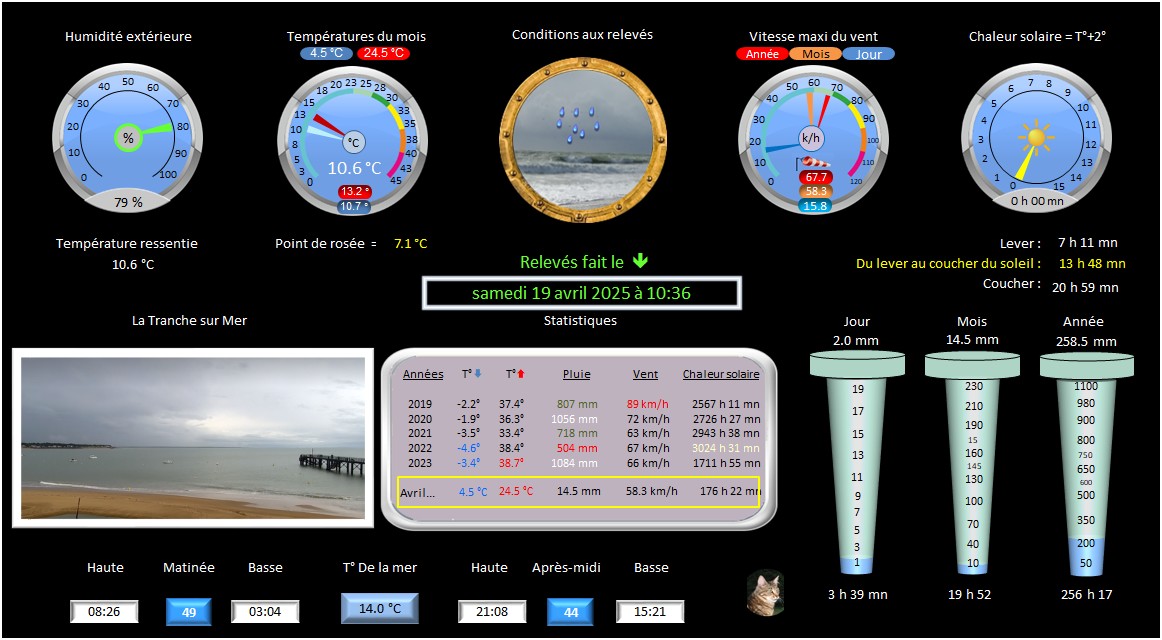 Humidité extérieure
Températures du mois
Conditions aux relevés
Vitesse maxi du vent
Chaleur solaire = T°+2°
4.5 °C 24.5 °C
Année Mois Jour
0 10 20 30 40 50 60 70 80 90 100
%
79 %
0 3 5 8 10 13 15 18 20 23 25 28 30 33 35 38 40 43 45
°C
10.6 °C
13.2 °
10.7 °
0 10 20 30 40 50 60 70 80 90 100 110 120
k/h
67.7
58.3
15.8
0 1 2 3 4 5 6 7 8 9 10 11 12 13 14 15
0 h 00 mn
Température ressentie
10.6 °C
Point de rosée = 7.1 °C
Relevés fait le
samedi 19 avril 2025 à 10:36
Lever : 7 h 11 mn
Du lever au coucher du soleil : 13 h 48 mn
Coucher : 20 h 59 mn
La Tranche sur Mer
Statistiques
Années T° T° Pluie Vent Chaleur solaire
2019 -2.2° 37.4° 807 mm 89 km/h 2567 h 11 mn
2020 -1.9° 36.3° 1056 mm 72 km/h 2726 h 27 mn
2021 -3.5° 33.4° 718 mm 63 km/h 2943 h 38 mn
2022 -4.6° 38.4° 504 mm 67 km/h 3024 h 31 mn
2023 -3.4° 38.7° 1084 mm 66 km/h 1711 h 55 mn
Avril... 4.5 °C 24.5 °C 14.5 mm 58.3 km/h 176 h 22 mn
Jour
2.0 mm
19
17
15
13
11
9
7
5
3
1
3 h 39 mn
Mois
14.5 mm
230
210
190
15
160
145
130
100
70
40
10
19 h 52
Année
258.5 mm
1100
980
900
800
750
650
600
500
350
200
50
256 h 17
Haute Matinée Basse T° De la mer Haute Après-midi Basse
08:26 49 03:04 14.0 °C 21:08 44 15:21